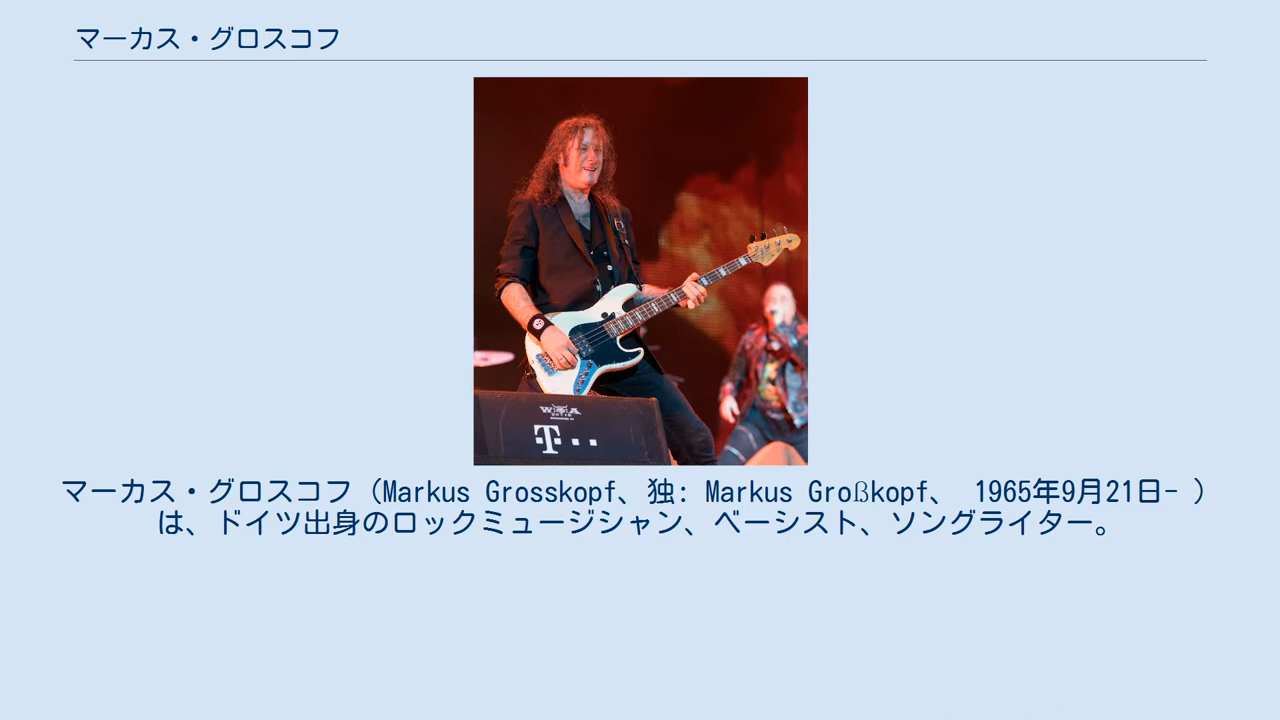 マーカス・グロスコフ
W:O:A
T・・
マーカス・グロスコフ（Markus Grosskopf、独: Markus Großkopf、 1965年9月21日- ）
は、ドイツ出身のロックミュージシャン、ベーシスト、ソングライター。